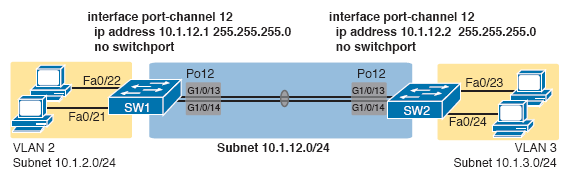 interface port-channel 12
ip address 10.1.12.1 255.255.255.0
no switchport
interface port-channel 12
ip address 10.1.12.2 255.255.255.0
no switchport
Fa0/22
Fa0/21
SW1
Po12
G1/0/13
G1/0/14
Po12
G1/0/13
G1/0/14
SW2
Fa0/23
Fa0/24
VLAN 2
Subnet 10.1.2.0/24
Subnet 10.1.12.0/24
VLAN 3
Subnet 10.1.3.0/24